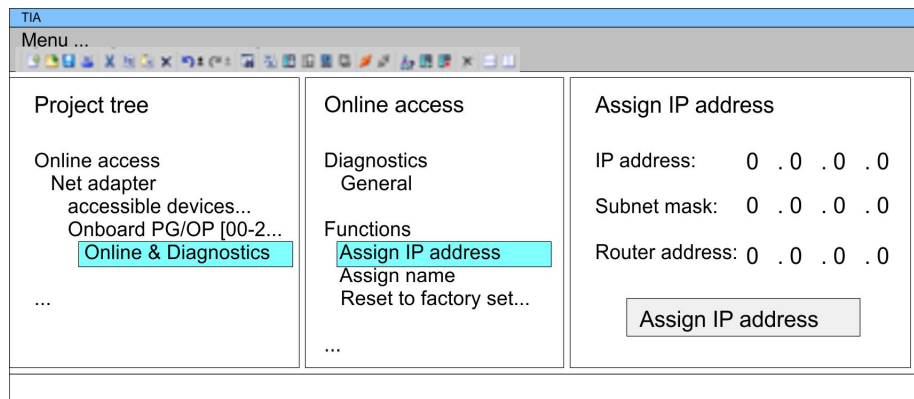 TIA
Menu ...
Project tree
Online access
Net adapter
accessible devices...
Onboard PG/OP [00-2...
Online & Diagnostics
...
Online access
Diagnostics
General
Functions
Assign IP address
Assign name
Reset to factory set...
...
Assign IP address
IP address: 0 .0 .0 .0
Subnet mask: 0 .0 .0 .0
Router address: 0 .0 .0 .0
Assign IP address